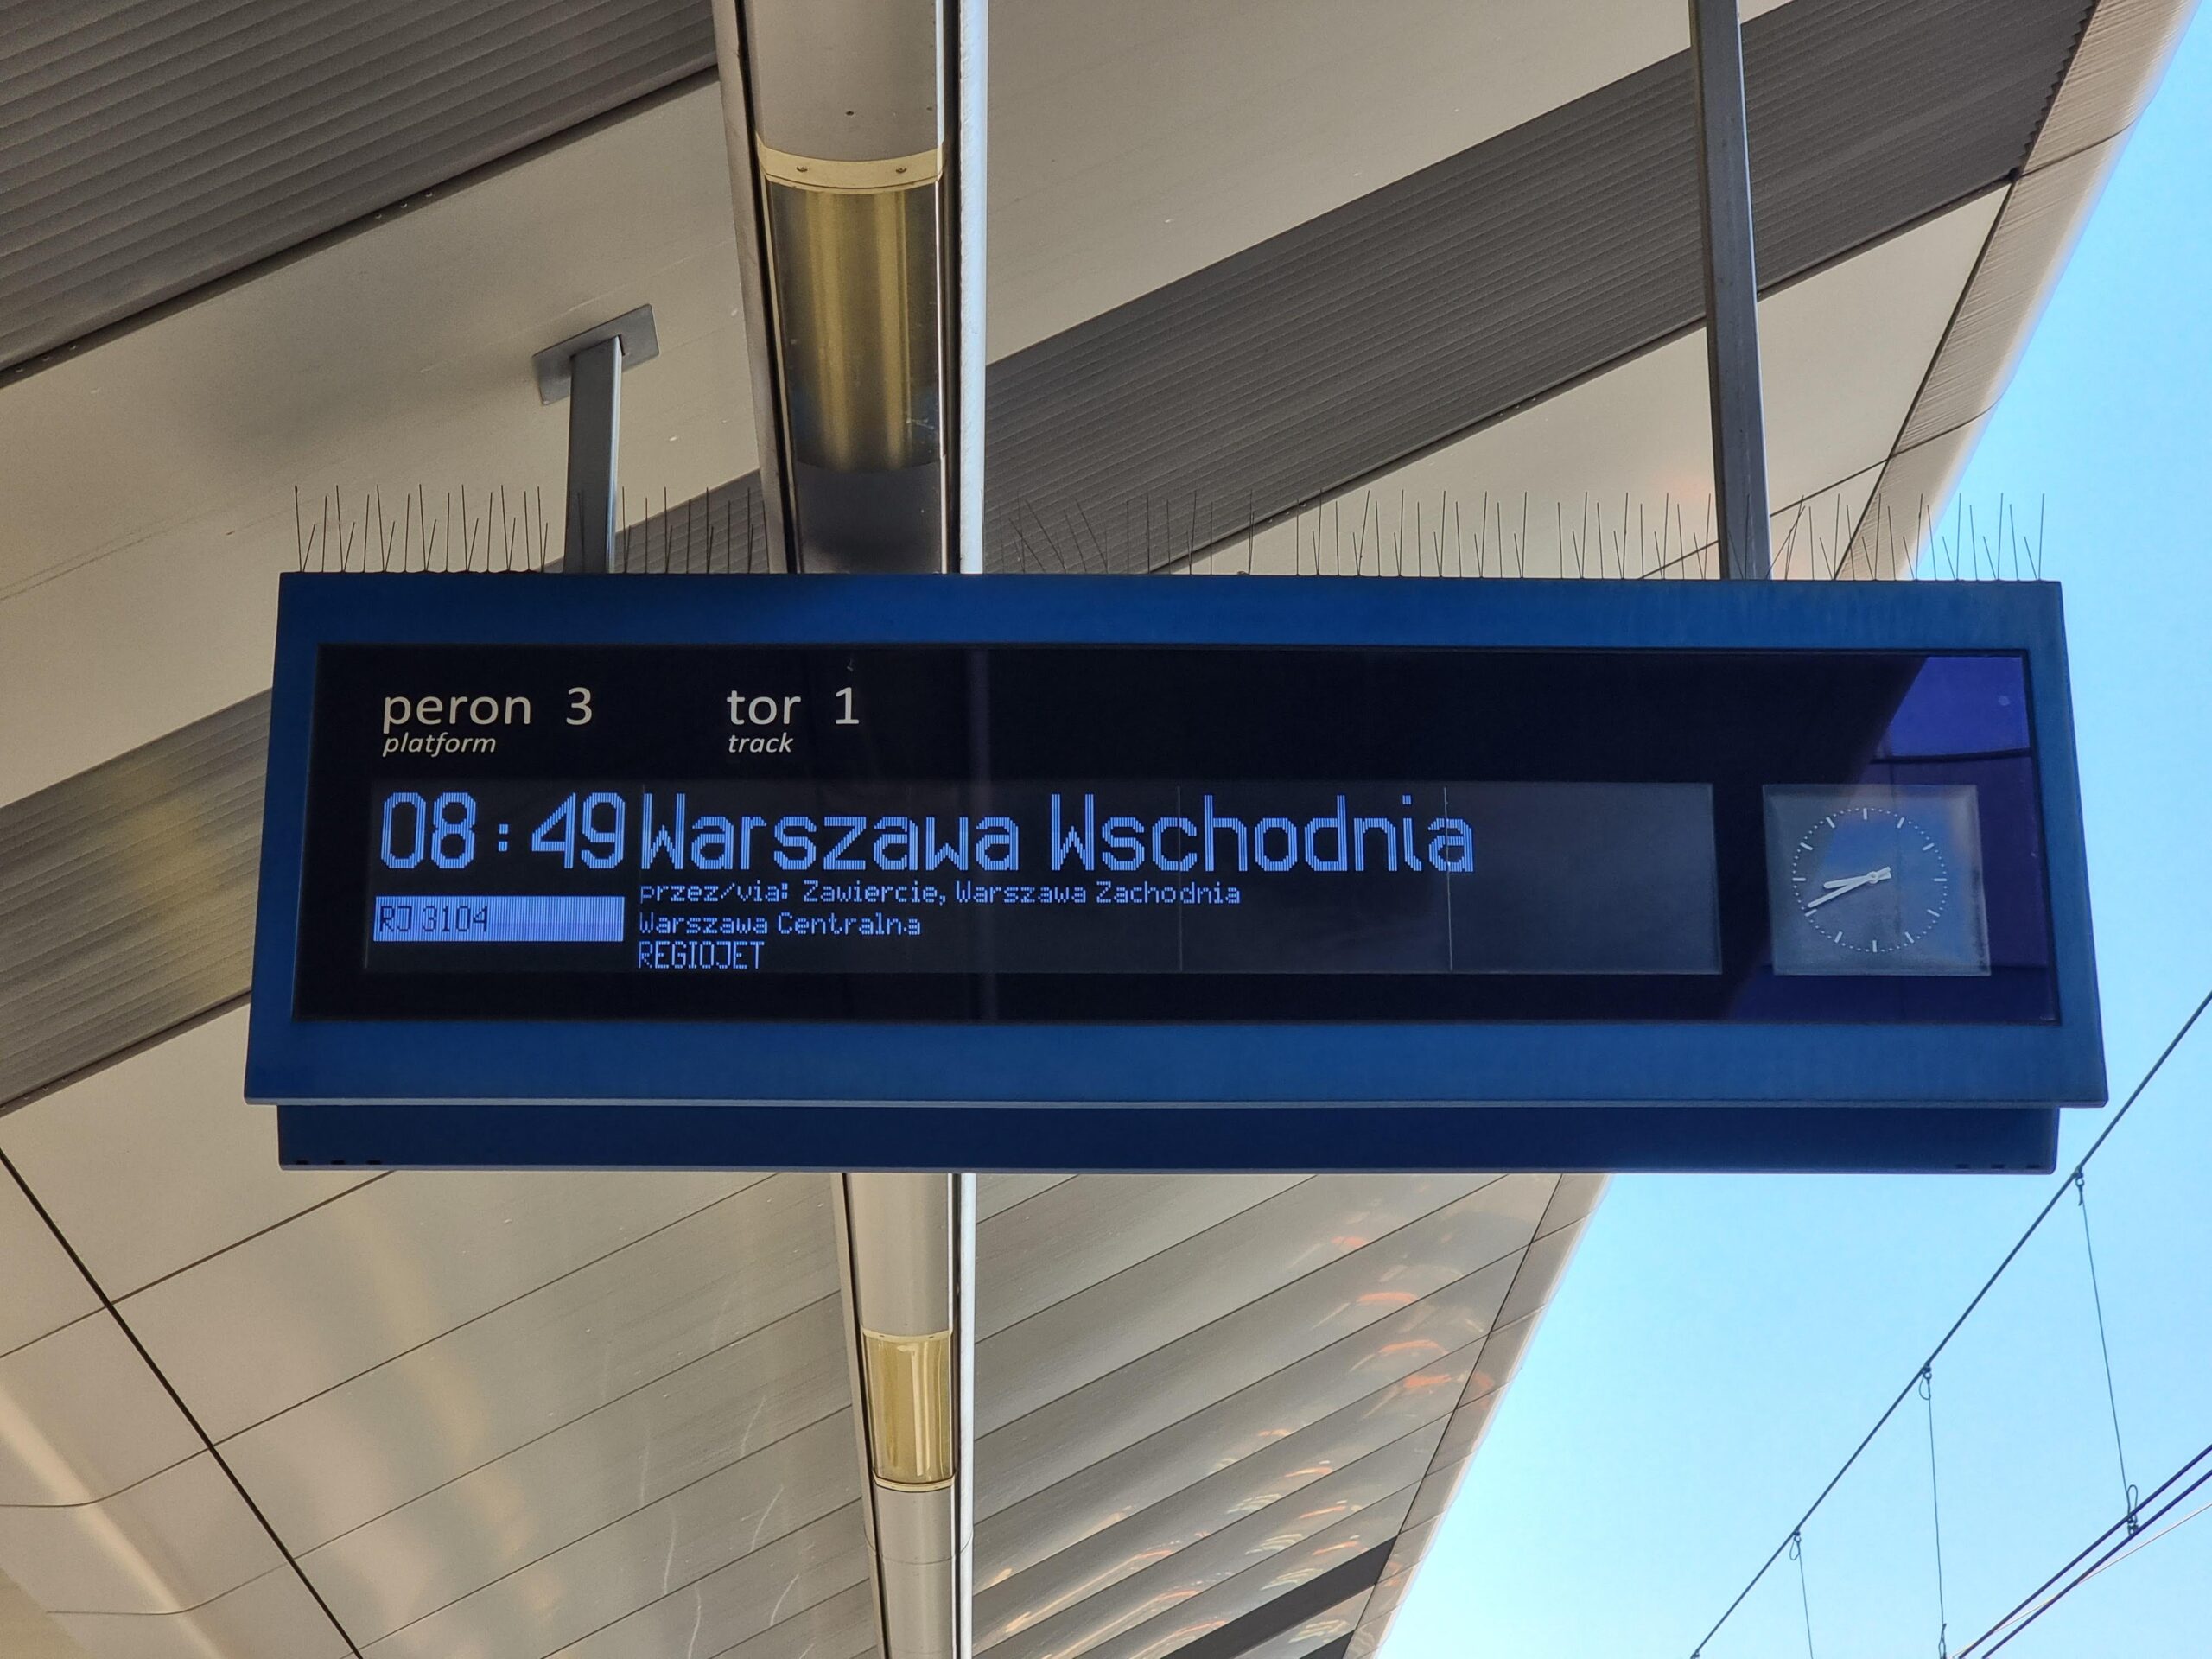 peron 3 tor 1
platform track
08:49 Warszawa Wschodnia
przez/via: Zawiercie, Warszawa Zachodnia
RJ 3104 Warszawa Centralna
REGIOJET